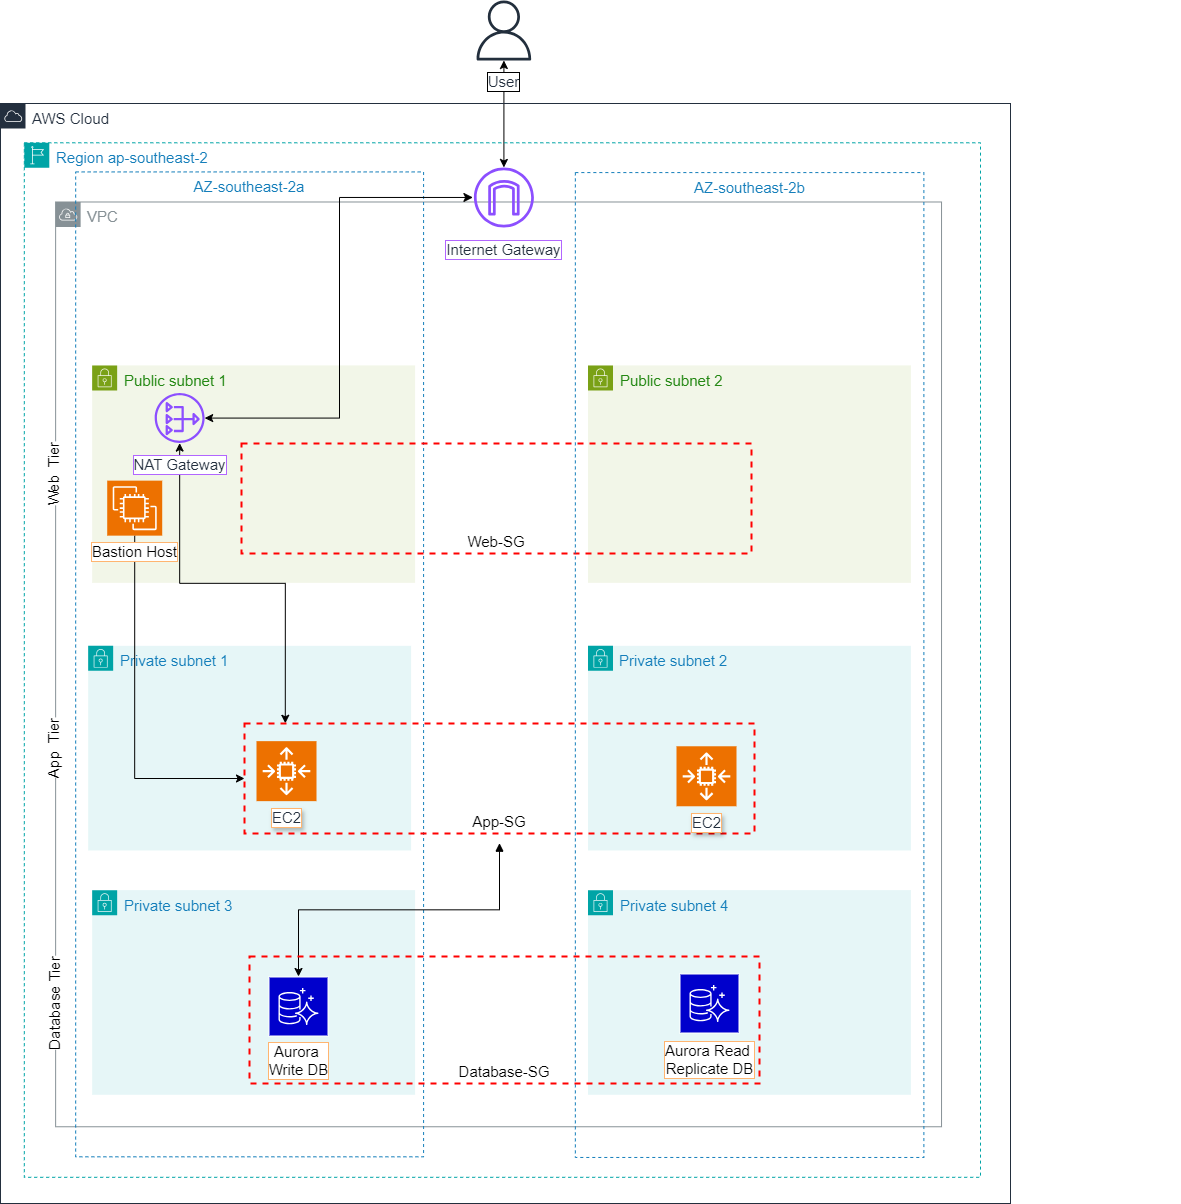 User
AWS Cloud
Region ap-southeast-2
AZ-southeast-2a
AZ-southeast-2b
VPC
Internet Gateway
Public subnet 1
Public subnet 2
Web Tier
NAT Gateway
Bastion Host
Web-SG
Private subnet 1
Private subnet 2
App Tier
EC2
App-SG
EC2
Private subnet 3
Private subnet 4
Database Tier
Aurora
Write DB
Database-SG
Aurora Read
Replicate DB